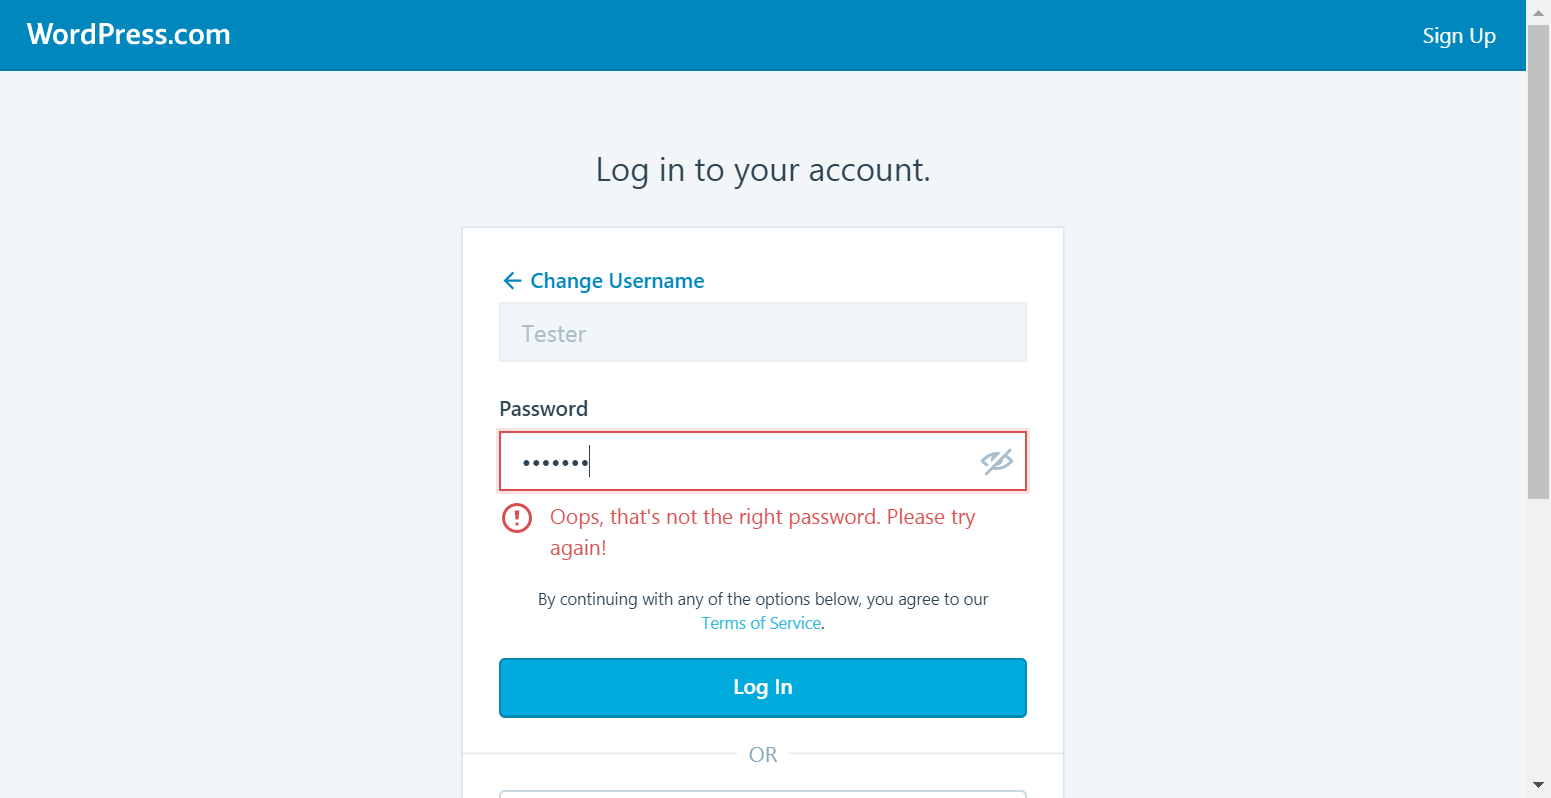 WordPress.com
Sign Up
Log in to your account.
Change Username
Tester
Password
•••••••
Oops, that's not the right password. Please try
again!
By continuing with any of the options below, you agree to our
Terms of Service.
Log In
OR